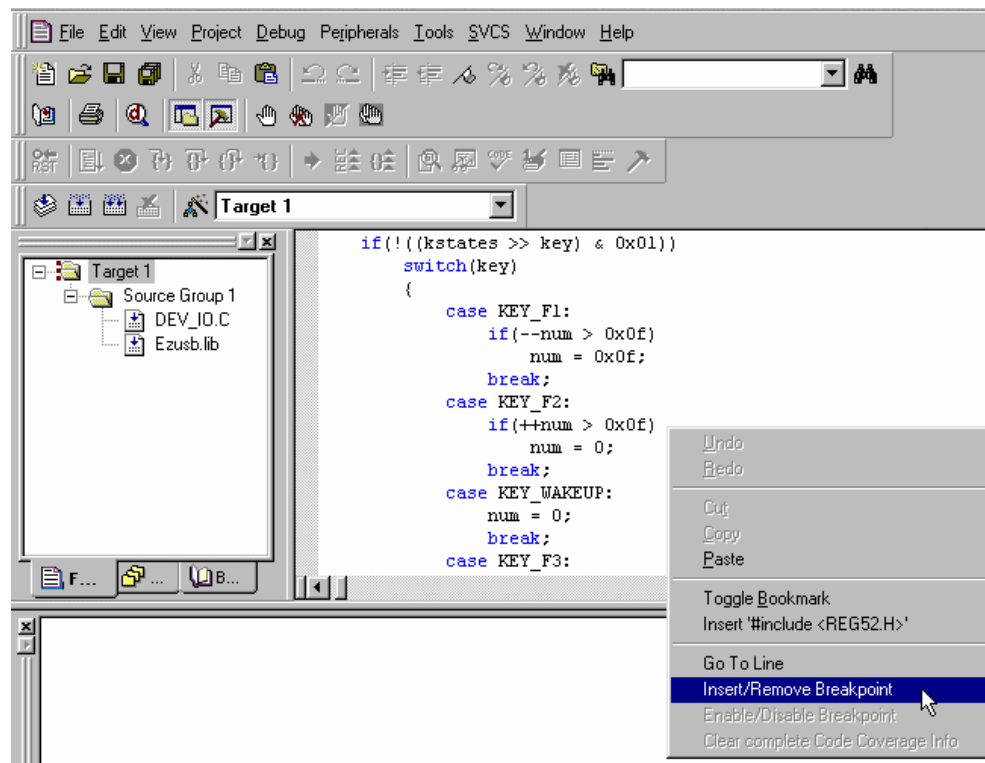 File Edit View Project Debug Peripherals Tools SVCS Window Help
RST
CODE
Target 1
Target 1
Source Group 1
DEV_IO.C
Ezusb.lib
F... ... B...
if(!((kstates >> key) & 0x01))
switch(key)
{
case KEY_F1:
if(--num > 0x0f)
num = 0x0f;
break;
case KEY_F2:
if(++num > 0x0f)
num = 0;
break;
case KEY_WAKEUP:
num = 0;
break;
case KEY_F3:
Undo
Redo
Cut
Copy
Paste
Toggle Bookmark
Insert '#include <REG52.H>'
Go To Line
Insert/Remove Breakpoint
Enable/Disable Breakpoint
Clear complete Code Coverage Info